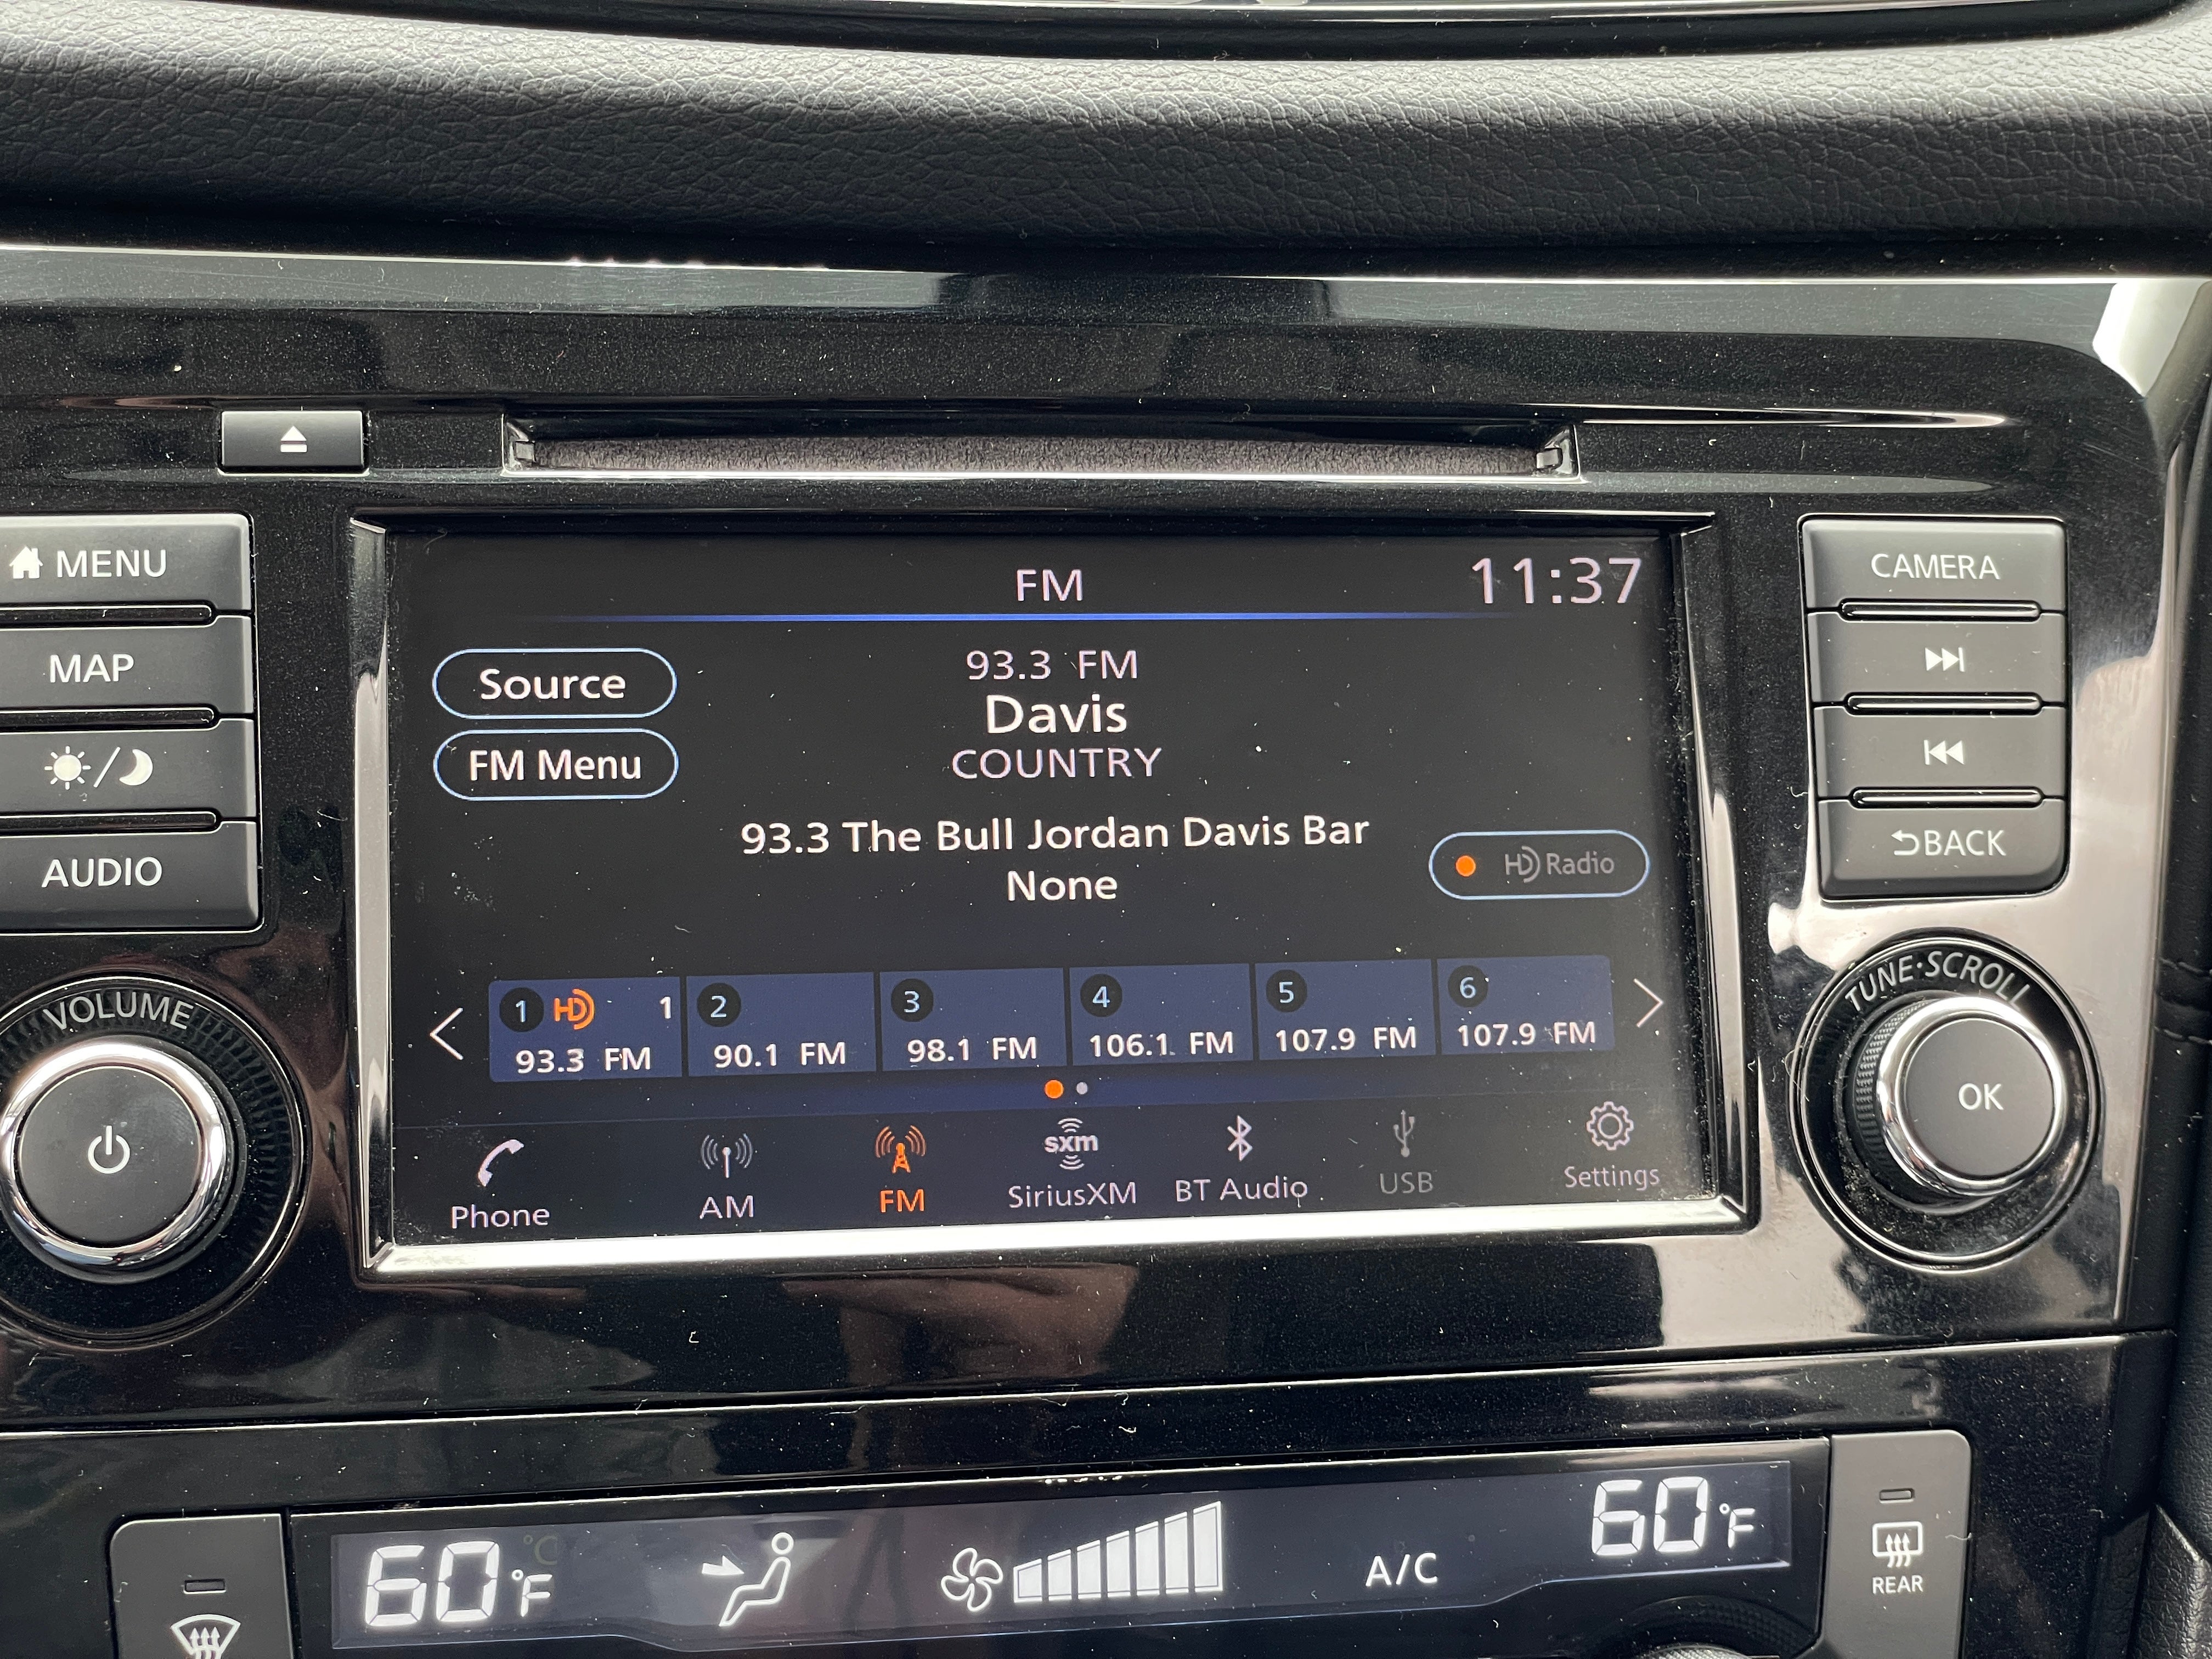 FM
11:37
MENU
MAP
AUDIO
VOLUME
Source
FM Menu
93.3 FM
Davis
COUNTRY
93.3 The Bull Jordan Davis Bar
None
HD Radio
1 HD 1
93.3 FM
2
90.1 FM
3
98.1 FM
4
106.1 FM
5
107.9 FM
6
107.9 FM
Phone
AM
FM
sxm
SiriusXM
BT Audio
USB
Settings
CAMERA
BACK
TUNE·SCROLL
OK
60°F
°C
A/C
60°F
REAR